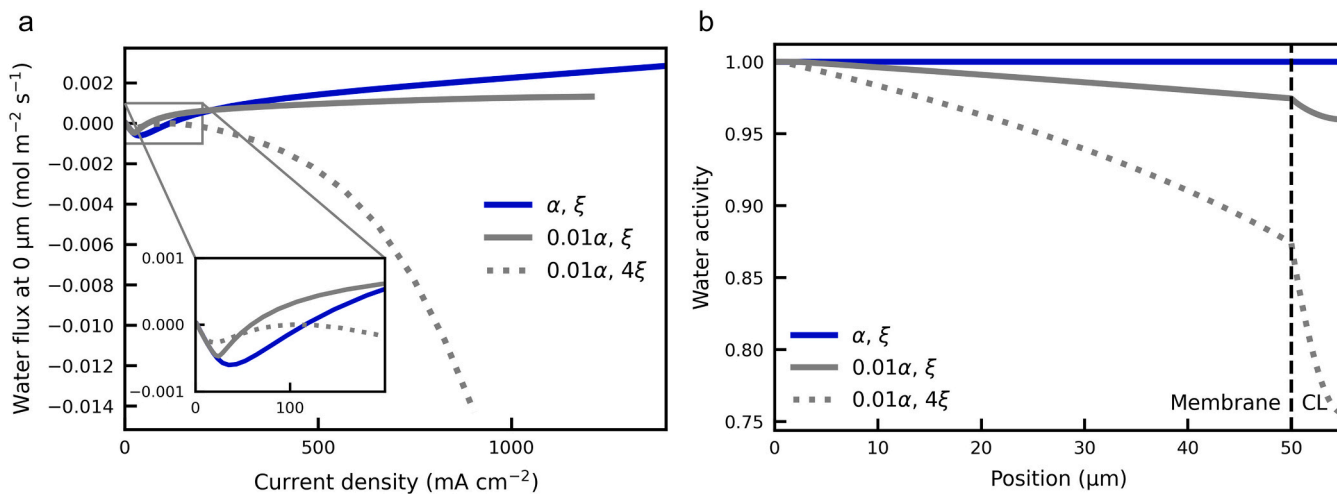 a
Water flux at 0 μm (mol m⁻² s⁻¹)
0.002
0.000
−0.002
−0.004
−0.006
−0.008
−0.010
−0.012
−0.014
α, ξ
0.01α, ξ
0.01α, 4ξ
0.001
0.000
−0.001
0
100
0
500
1000
Current density (mA cm⁻²)
b
Water activity
1.00
0.95
0.90
0.85
0.80
0.75
α, ξ
0.01α, ξ
0.01α, 4ξ
Membrane
CL
0
10
20
30
40
50
Position (μm)